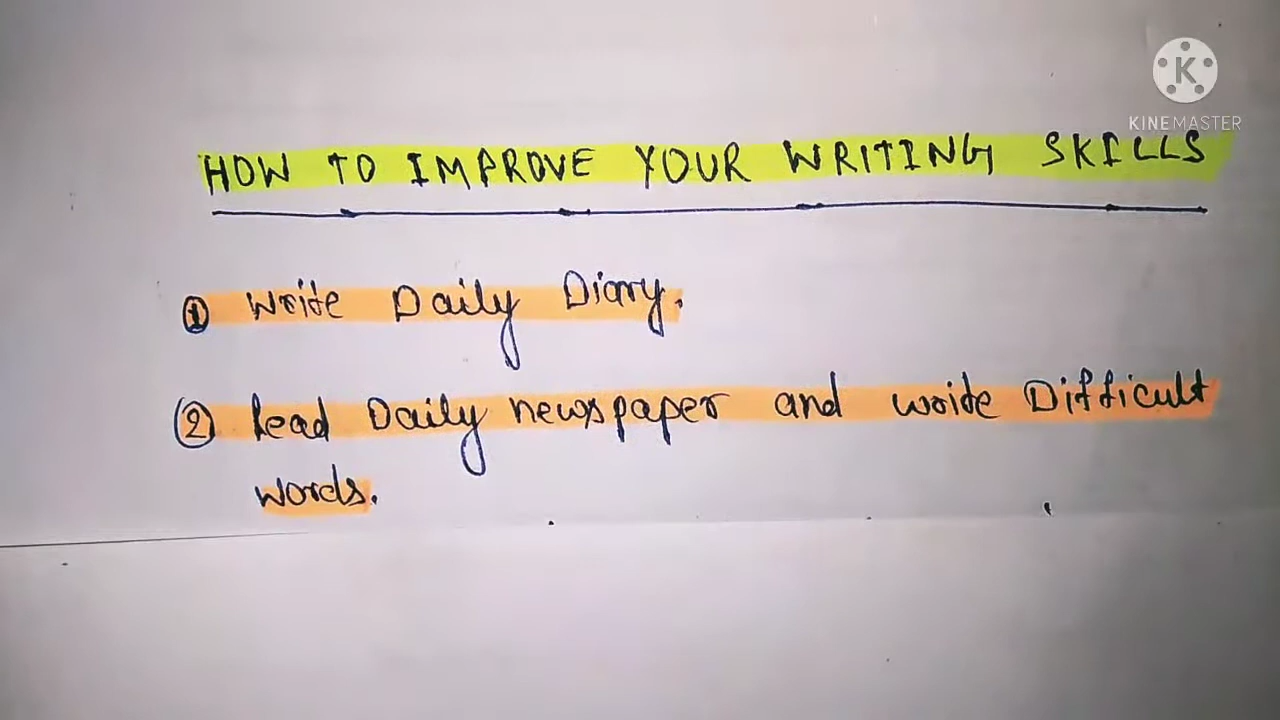 KINEMASTER
HOW TO IMPROVE YOUR WRITING SKILLS
① Write Daily Diary.
② Read Daily newspaper and write Difficult
words.